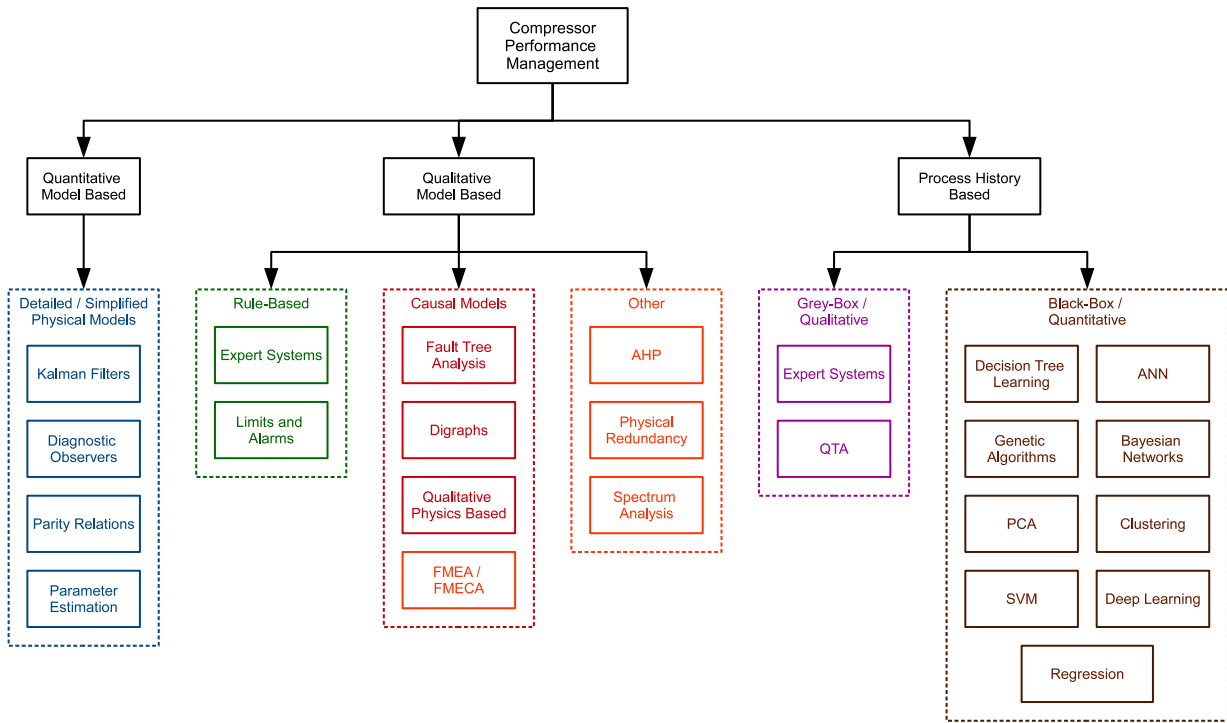 Compressor
Performance
Management
Quantitative
Model Based
Qualitative
Model Based
Process History
Based
Detailed / Simplified
Physical Models
Kalman Filters
Diagnostic
Observers
Parity Relations
Parameter
Estimation
Rule-Based
Expert Systems
Limits and
Alarms
Causal Models
Fault Tree
Analysis
Digraphs
Qualitative
Physics Based
FMEA /
FMECA
Other
AHP
Physical
Redundancy
Spectrum
Analysis
Grey-Box /
Qualitative
Expert Systems
QTA
Black-Box /
Quantitative
Decision Tree
Learning
ANN
Genetic
Algorithms
Bayesian
Networks
PCA
Clustering
SVM
Deep Learning
Regression